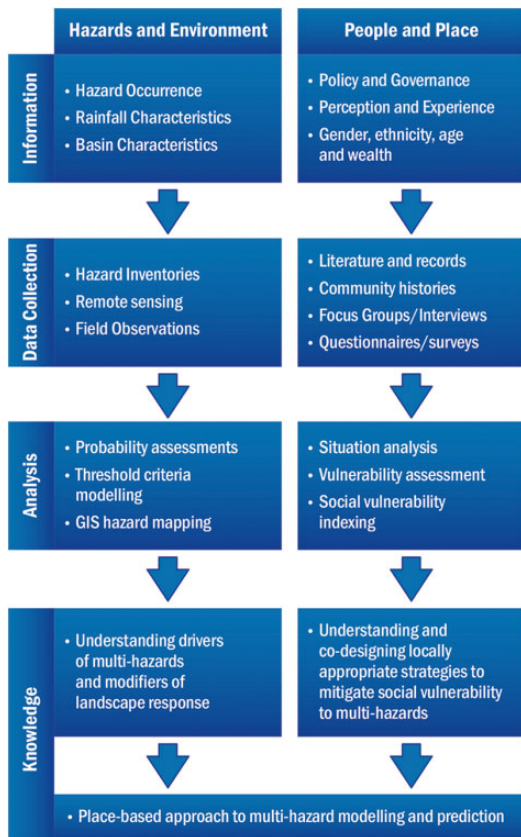 Hazards and Environment
People and Place
Information
• Hazard Occurrence
• Rainfall Characteristics
• Basin Characteristics
• Policy and Governance
• Perception and Experience
• Gender, ethnicity, age
and wealth
Data Collection
• Hazard Inventories
• Remote sensing
• Field Observations
• Literature and records
• Community histories
• Focus Groups/Interviews
• Questionnaires/surveys
Analysis
• Probability assessments
• Threshold criteria
modelling
• GIS hazard mapping
• Situation analysis
• Vulnerability assessment
• Social vulnerability
indexing
Knowledge
• Understanding drivers
of multi-hazards
and modifiers of
landscape response
• Understanding and
co-designing locally
appropriate strategies to
mitigate social vulnerability
to multi-hazards
• Place-based approach to multi-hazard modelling and prediction